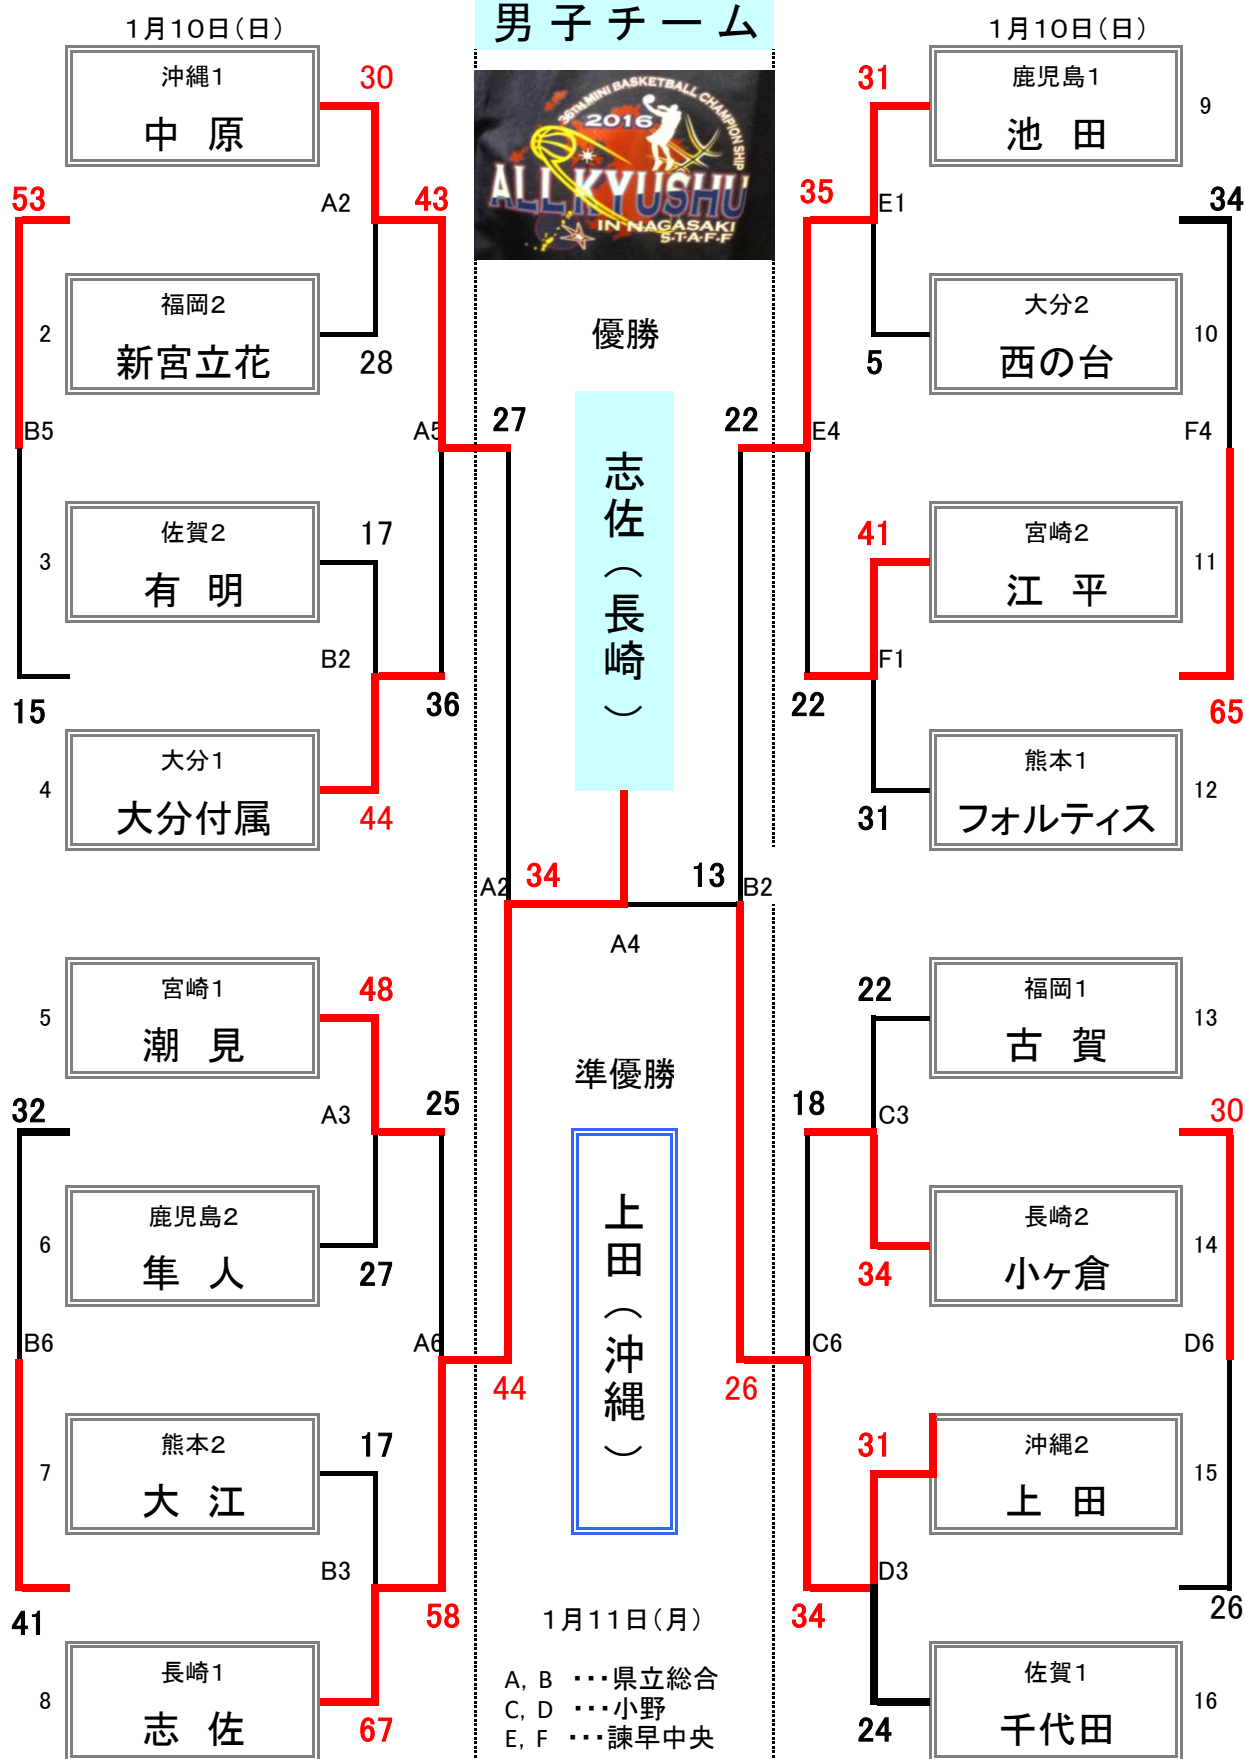 男子チーム
1月10日(日)
1月10日(日)
36TH MINI BASKETBALL CHAMPIONSHIP
2016
ALL KYUSHU
IN NAGASAKI
S・T・A・F・F
沖縄1
中 原
30
53
A2
43
2
福岡2
新宮立花
28
B5
A5
27
3
佐賀2
有 明
17
B2
15
36
4
大分1
大分付属
44
5
宮崎1
潮 見
48
32
A3
25
6
鹿児島2
隼 人
27
B6
A6
44
7
熊本2
大 江
17
B3
41
58
8
長崎1
志 佐
67
優勝
志佐(長崎)
A2
34
13
B2
A4
準優勝
上田(沖縄)
1月11日(月)
A, B ・・・県立総合
C, D ・・・小野
E, F ・・・諫早中央
31
鹿児島1
池 田
9
35
E1
34
大分2
西の台
10
5
22
E4
F4
41
宮崎2
江 平
11
F1
22
65
熊本1
フォルティス
12
31
22
福岡1
古 賀
13
18
C3
30
長崎2
小ヶ倉
14
34
C6
D6
26
31
沖縄2
上 田
15
D3
34
26
佐賀1
千代田
16
24